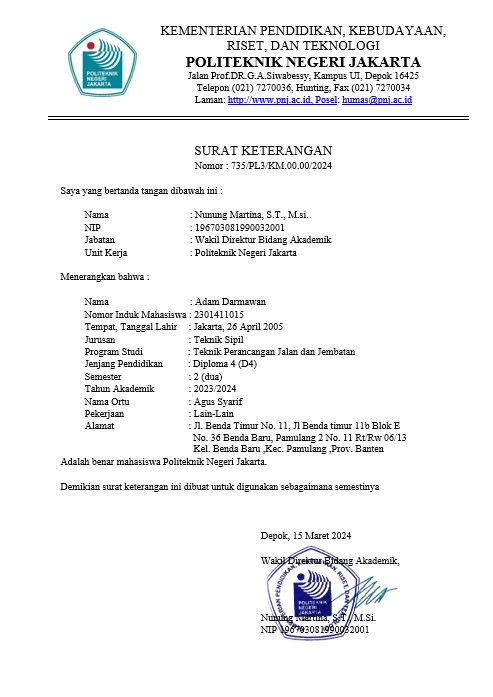 POLITEKNIK
NEGERI
JAKARTA
KEMENTERIAN PENDIDIKAN, KEBUDAYAAN,
RISET, DAN TEKNOLOGI
POLITEKNIK NEGERI JAKARTA
Jalan Prof.DR.G.A.Siwabessy, Kampus UI, Depok 16425
Telepon (021) 7270036, Hunting, Fax (021) 7270034
Laman: http://www.pnj.ac.id, Posel: humas@pnj.ac.id
SURAT KETERANGAN
Nomor : 735/PL3/KM.00.00/2024
Saya yang bertanda tangan dibawah ini :
Nama : Nunung Martina, S.T., M.si.
NIP : 196703081990032001
Jabatan : Wakil Direktur Bidang Akademik
Unit Kerja : Politeknik Negeri Jakarta
Menerangkan bahwa :
Nama : Adam Darmawan
Nomor Induk Mahasiswa : 2301411015
Tempat, Tanggal Lahir : Jakarta, 26 April 2005
Jurusan : Teknik Sipil
Program Studi : Teknik Perancangan Jalan dan Jembatan
Jenjang Pendidikan : Diploma 4 (D4)
Semester : 2 (dua)
Tahun Akademik : 2023/2024
Nama Ortu : Agus Syarif
Pekerjaan : Lain-Lain
Alamat : Jl. Benda Timur No. 11, Jl Benda timur 11b Blok E
No. 36 Benda Baru, Pamulang 2 No. 11 Rt/Rw 06/13
Kel. Benda Baru ,Kec. Pamulang ,Prov. Banten
Adalah benar mahasiswa Politeknik Negeri Jakarta.
Demikian surat keterangan ini dibuat untuk digunakan sebagaimana semestinya
Depok, 15 Maret 2024
Wakil Direktur Bidang Akademik,
POLITEKNIK
NEGERI
JAKARTA
Nunung Martina, S.T., M.Si.
NIP 196703081990032001